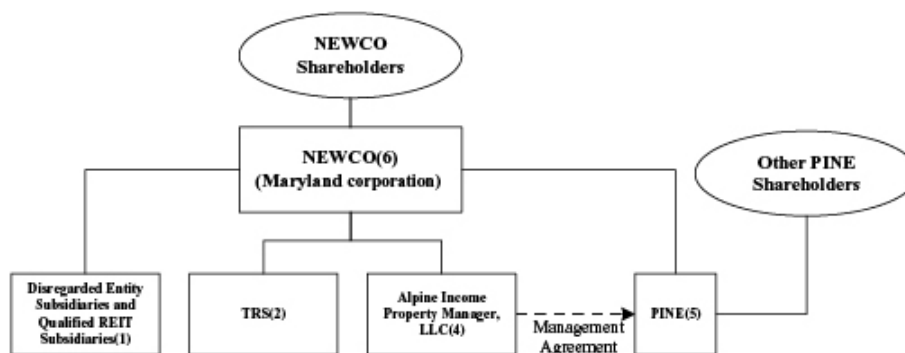 NEWCO
Shareholders
NEWCO(6)
(Maryland corporation)
Other PINE
Shareholders
Disregarded Entity
Subsidiaries and
Qualified REIT
Subsidiaries(1)
TRS(2)
Alpine Income
Property Manager,
LLC(4)
Management
Agreement
PINE(5)